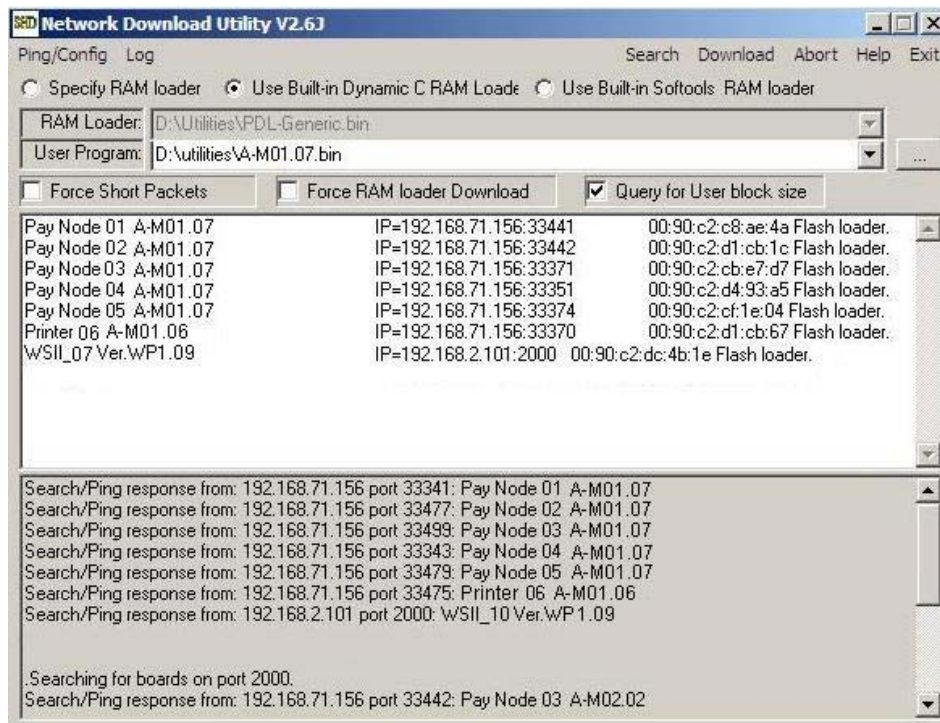 SHD Network Download Utility V2.6J
Ping/Config Log Search Download Abort Help Exit
Specify RAM loader Use Built-in Dynamic C RAM Loade Use Built-in Softools RAM loader
RAM Loader: D:\Utilities\PDL-Generic.bin
User Program: D:\utilities\A-M01.07.bin ...
Force Short Packets Force RAM loader Download Query for User block size
Pay Node 01 A-M01.07 IP=192.168.71.156:33441 00:90:c2:c8:ae:4a Flash loader.
Pay Node 02 A-M01.07 IP=192.168.71.156:33442 00:90:c2:d1:cb:1c Flash loader.
Pay Node 03 A-M01.07 IP=192.168.71.156:33371 00:90:c2:cb:e7:d7 Flash loader.
Pay Node 04 A-M01.07 IP=192.168.71.156:33351 00:90:c2:d4:93:a5 Flash loader.
Pay Node 05 A-M01.07 IP=192.168.71.156:33374 00:90:c2:cf:1e:04 Flash loader.
Printer 06 A-M01.06 IP=192.168.71.156:33370 00:90:c2:d1:cb:67 Flash loader.
WSII_07 Ver.WP1.09 IP=192.168.2.101:2000 00:90:c2:dc:4b:1e Flash loader.
Search/Ping response from: 192.168.71.156 port 33341: Pay Node 01 A-M01.07
Search/Ping response from: 192.168.71.156 port 33477: Pay Node 02 A-M01.07
Search/Ping response from: 192.168.71.156 port 33499: Pay Node 03 A-M01.07
Search/Ping response from: 192.168.71.156 port 33343: Pay Node 04 A-M01.07
Search/Ping response from: 192.168.71.156 port 33479: Pay Node 05 A-M01.07
Search/Ping response from: 192.168.71.156 port 33475: Printer 06 A-M01.06
Search/Ping response from: 192.168.2.101 port 2000: WSII_10 Ver.WP1.09
.Searching for boards on port 2000.
Search/Ping response from: 192.168.71.156 port 33442: Pay Node 03 A-M02.02